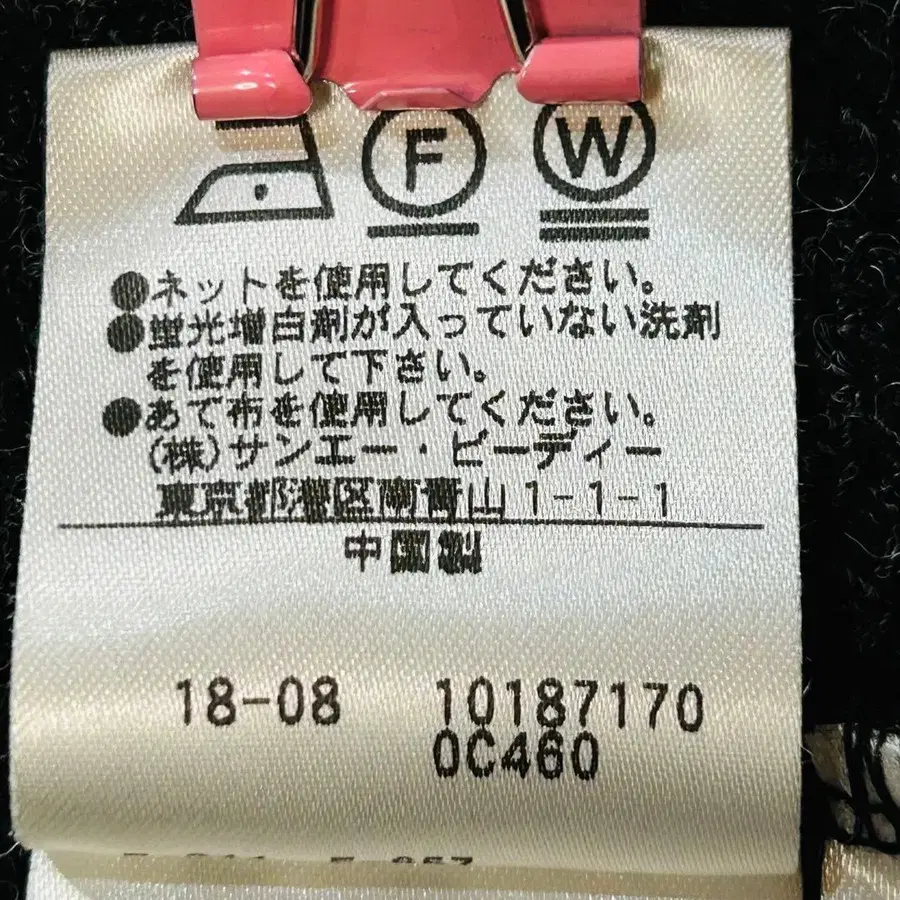 F W
●ネットを使用してください。
●蛍光増白剤が入っていない洗剤
を使用して下さい。
●あて布を使用してください。
(株)サンエー・ビーディー
東京都港区南青山1-1-1
中国製
18-08 10187170
0C460